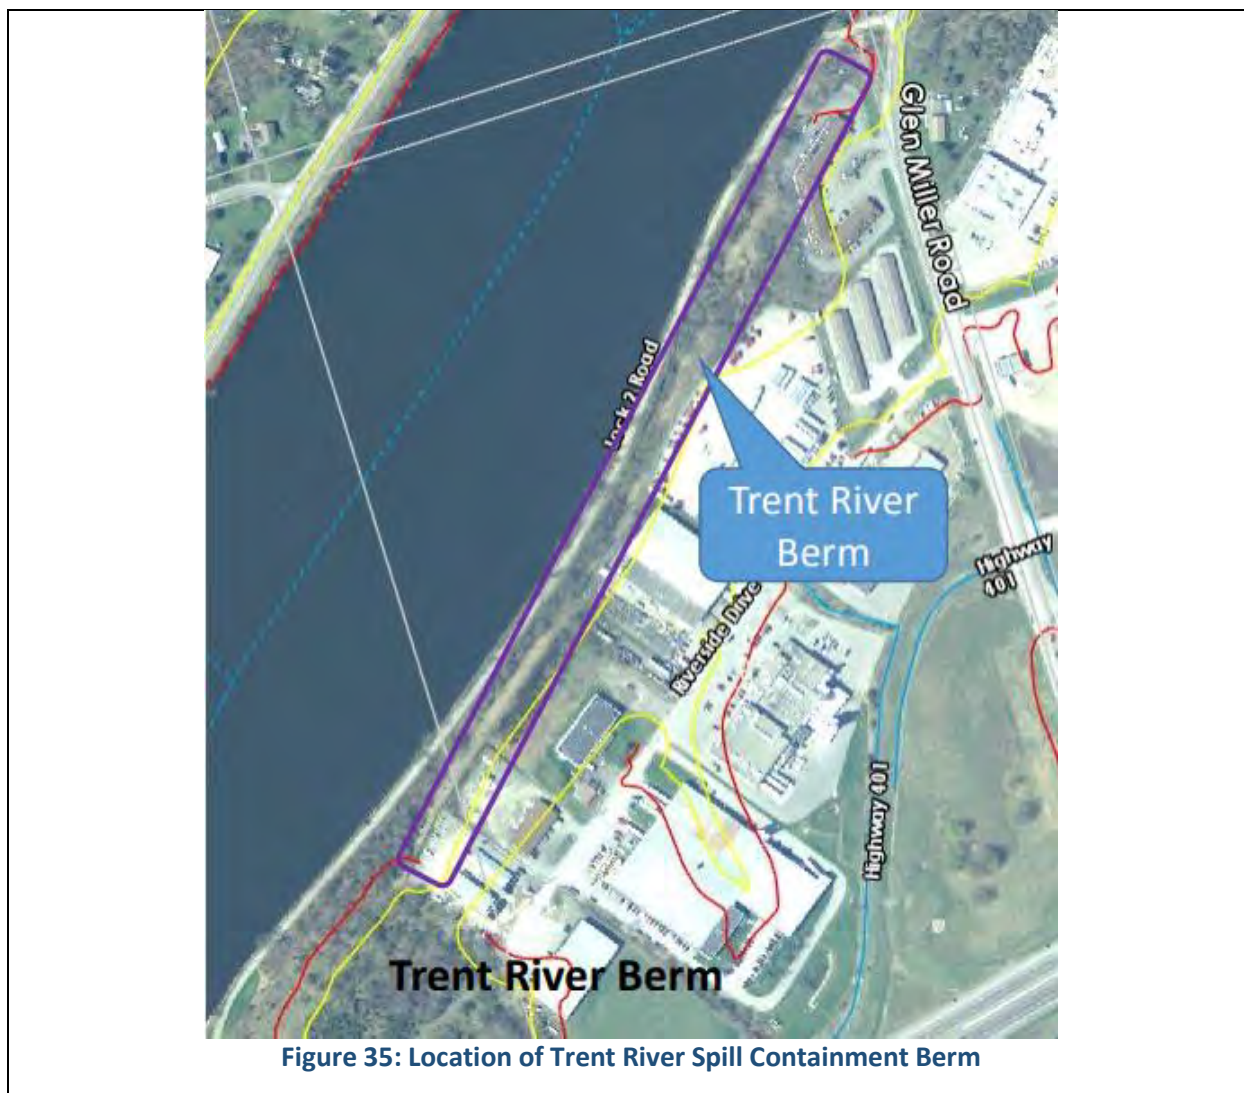 Glen Miller Road
Lock 2 Road
Trent River
Berm
Highway
401
Riverside Drive
Highway 401
Trent River Berm
Figure 35: Location of Trent River Spill Containment Berm